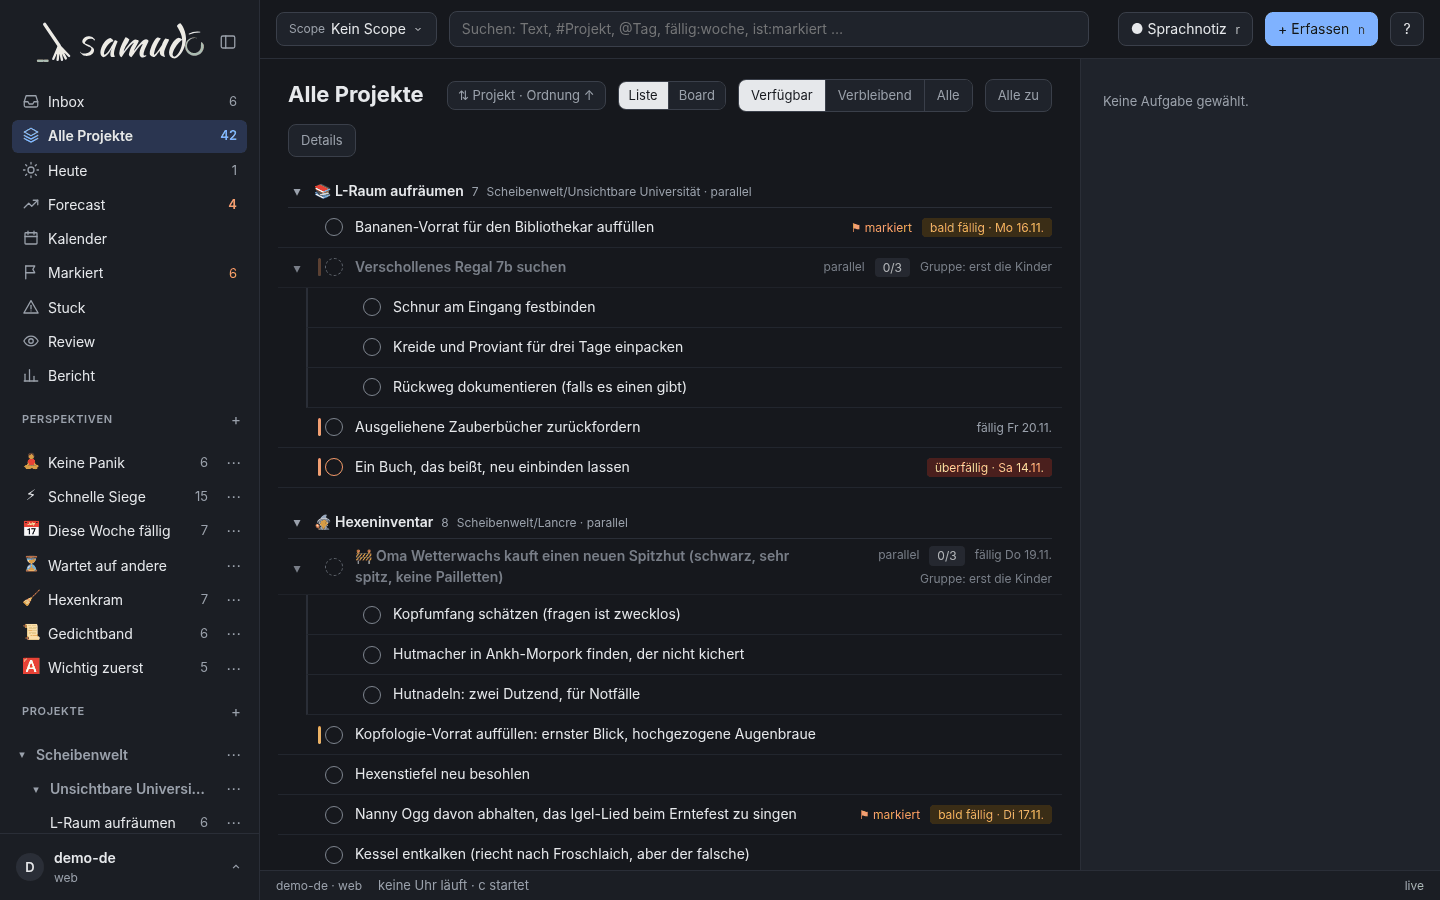 samudō
Inbox 6
Alle Projekte 42
Heute 1
Forecast 4
Kalender
Markiert 6
Stuck
Review
Bericht
PERSPEKTIVEN +
Keine Panik 6 ···
Schnelle Siege 15 ···
Diese Woche fällig 7 ···
Wartet auf andere ···
Hexenkram 7 ···
Gedichtband 6 ···
Wichtig zuerst 5 ···
PROJEKTE +
Scheibenwelt ···
Unsichtbare Universi... ···
L-Raum aufräumen 6
D demo-de
web
Scope Kein Scope
Suchen: Text, #Projekt, @Tag, fällig:woche, ist:markiert ...
Sprachnotiz r
+ Erfassen n
?
Alle Projekte
⇅ Projekt · Ordnung ↑
Liste Board
Verfügbar Verbleibend Alle
Alle zu
Details
▼ 📚 L-Raum aufräumen 7 Scheibenwelt/Unsichtbare Universität · parallel
Bananen-Vorrat für den Bibliothekar auffüllen ⚑ markiert bald fällig · Mo 16.11.
▼ Verschollenes Regal 7b suchen parallel 0/3 Gruppe: erst die Kinder
Schnur am Eingang festbinden
Kreide und Proviant für drei Tage einpacken
Rückweg dokumentieren (falls es einen gibt)
Ausgeliehene Zauberbücher zurückfordern fällig Fr 20.11.
Ein Buch, das beißt, neu einbinden lassen überfällig · Sa 14.11.
▼ Hexeninventar 8 Scheibenwelt/Lancre · parallel
▼ 🚧 Oma Wetterwachs kauft einen neuen Spitzhut (schwarz, sehr parallel 0/3 fällig Do 19.11.
spitz, keine Pailletten) Gruppe: erst die Kinder
Kopfumfang schätzen (fragen ist zwecklos)
Hutmacher in Ankh-Morpork finden, der nicht kichert
Hutnadeln: zwei Dutzend, für Notfälle
Kopfologie-Vorrat auffüllen: ernster Blick, hochgezogene Augenbraue
Hexenstiefel neu besohlen
Nanny Ogg davon abhalten, das Igel-Lied beim Erntefest zu singen ⚑ markiert bald fällig · Di 17.11.
Kessel entkalken (riecht nach Froschlaich, aber der falsche)
Keine Aufgabe gewählt.
demo-de · web keine Uhr läuft · c startet live